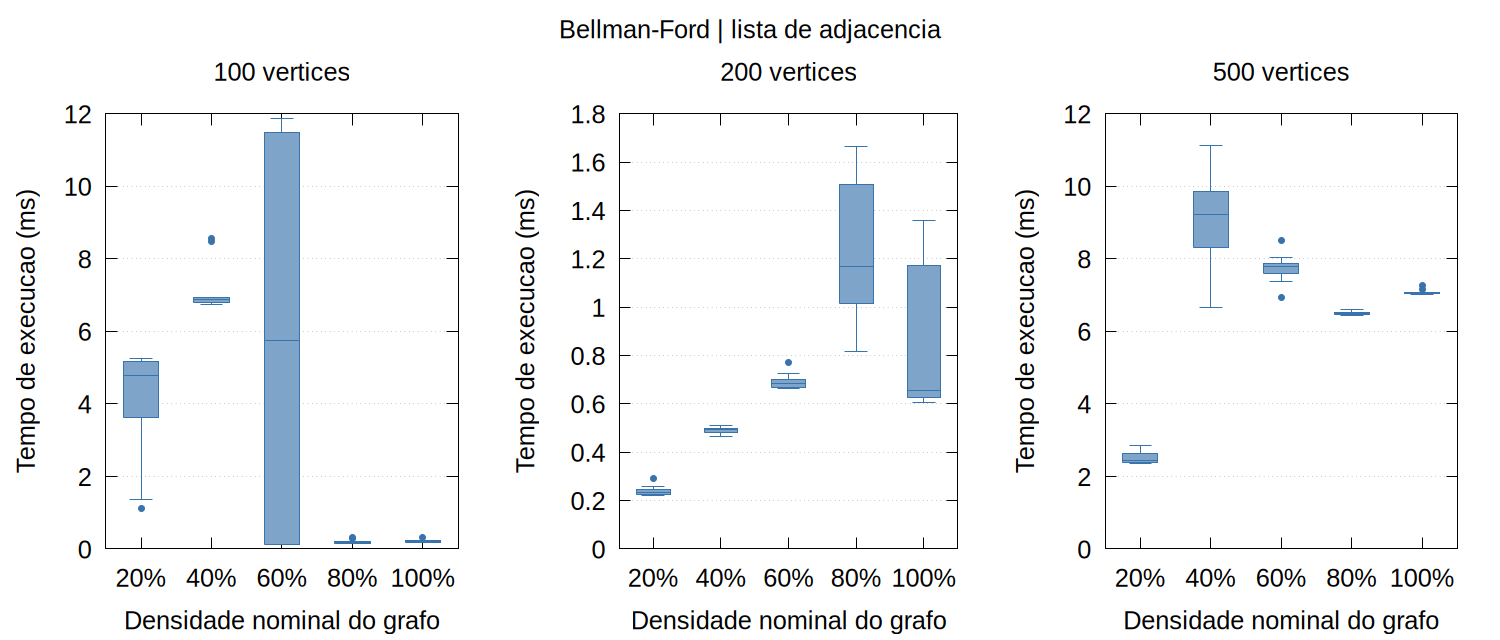 Bellman-Ford | lista de adjacencia
100 vertices
Tempo de execucao (ms)
12
10
8
6
4
2
0
20% 40% 60% 80% 100%
Densidade nominal do grafo
200 vertices
Tempo de execucao (ms)
1.8
1.6
1.4
1.2
1
0.8
0.6
0.4
0.2
0
20% 40% 60% 80% 100%
Densidade nominal do grafo
500 vertices
Tempo de execucao (ms)
12
10
8
6
4
2
0
20% 40% 60% 80% 100%
Densidade nominal do grafo